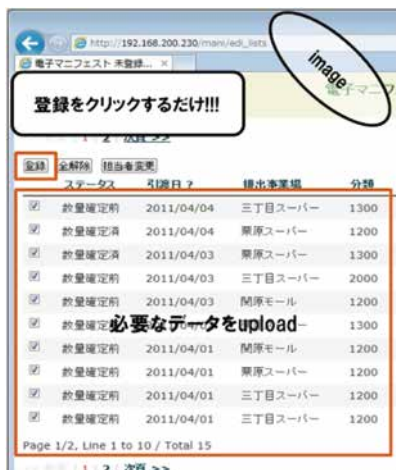 http://192.168.200.230/mani/edi_lists
電子マニフェスト 未登録... ×
image
電子マニフ
登録をクリックするだけ!!!
1 2 次頁 >>
登録 全解除 担当者変更
ステータス 引渡日 ? 排出事業場 分類
数量確定前 2011/04/04 三丁目スーパー 1300
数量確定済 2011/04/04 栗原スーパー 1200
数量確定済 2011/04/03 栗原スーパー 1300
数量確定前 2011/04/03 三丁目スーパー 2000
数量確定前 2011/04/03 関原モール 1200
1300
必要なデータをupload
数量確定前 2011/04/01 関原モール 1200
数量確定前 2011/04/01 栗原スーパー 1200
数量確定前 2011/04/01 三丁目スーパー 1200
数量確定前 2011/04/01 三丁目スーパー 1200
Page 1/2, Line 1 to 10 / Total 15
1 2 次頁 >>